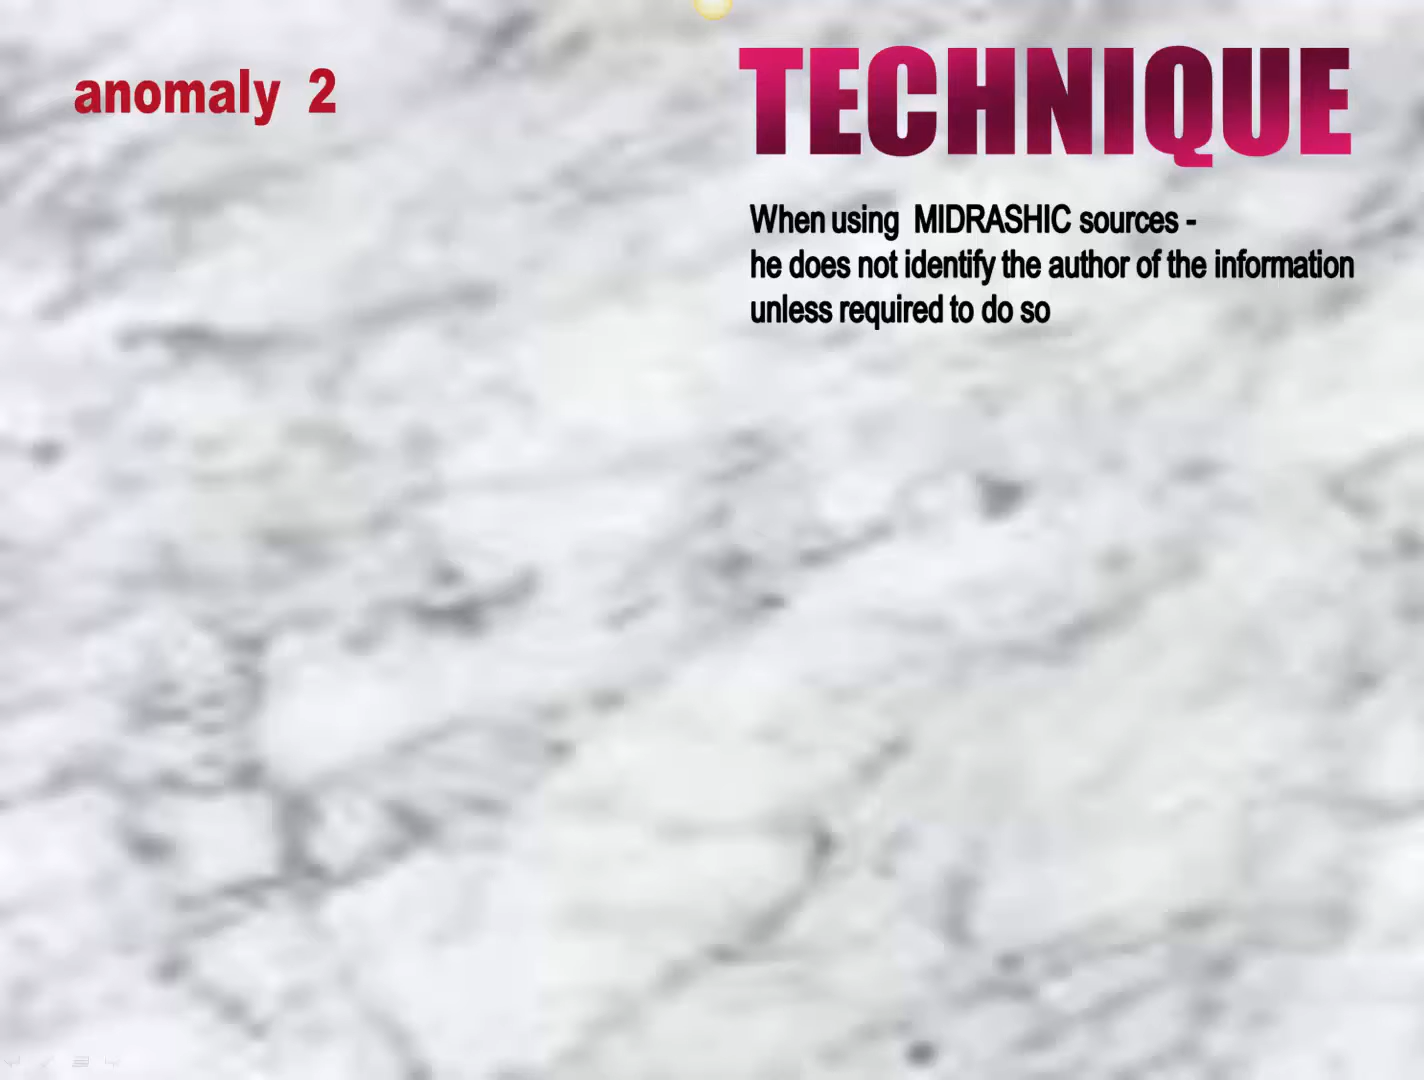 anomaly 2
TECHNIQUE
When using MIDRASHIC sources -
he does not identify the author of the information
unless required to do so